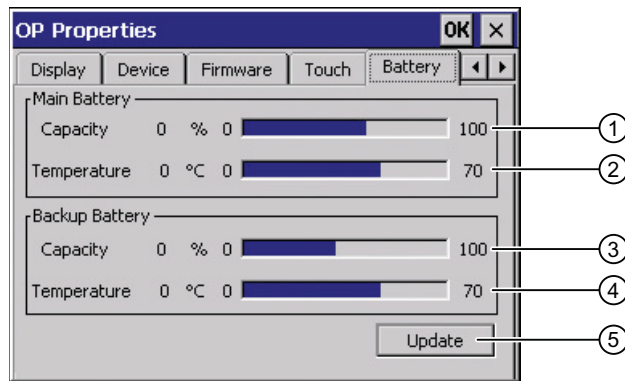 OP Properties OK ×
Display Device Firmware Touch Battery
Main Battery
Capacity 0 % 0 100 1
Temperature 0 °C 0 70 2
Backup Battery
Capacity 0 % 0 100 3
Temperature 0 °C 0 70 4
Update 5